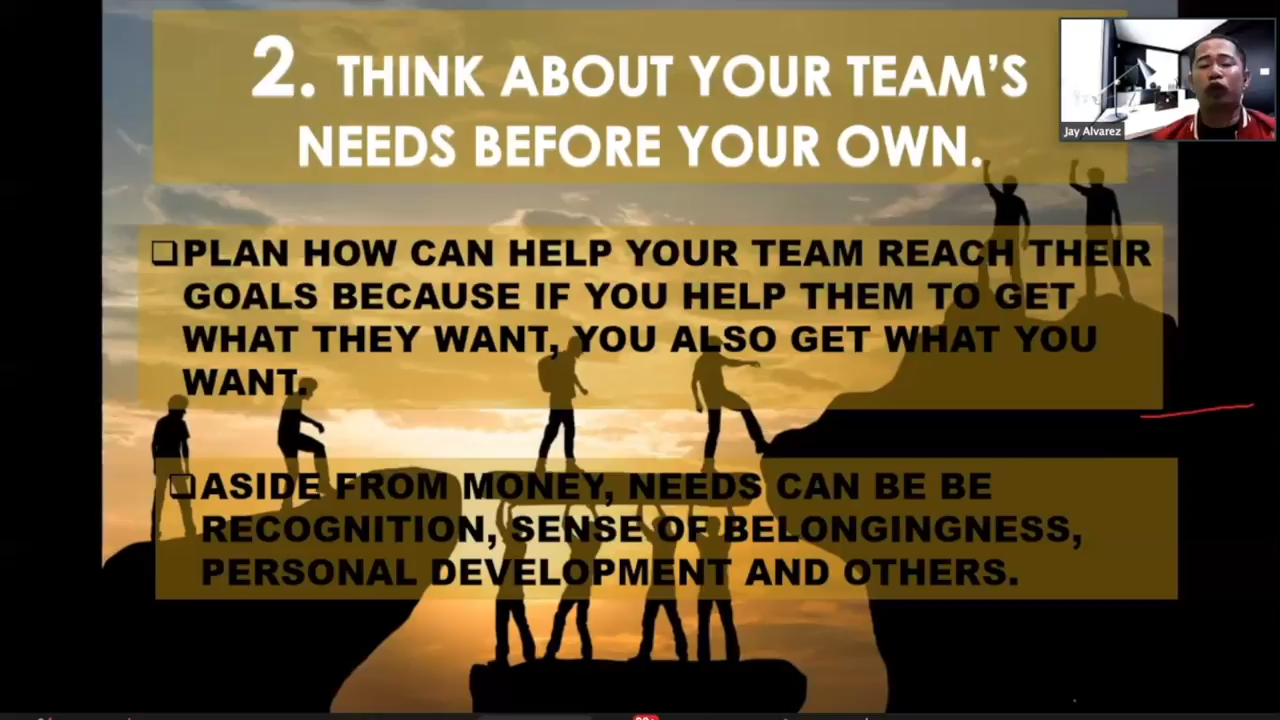 2. THINK ABOUT YOUR TEAM'S
NEEDS BEFORE YOUR OWN.
Jay Alvarez
❑PLAN HOW CAN HELP YOUR TEAM REACH THEIR
GOALS BECAUSE IF YOU HELP THEM TO GET
WHAT THEY WANT, YOU ALSO GET WHAT YOU
WANT.
❑ASIDE FROM MONEY, NEEDS CAN BE BE
RECOGNITION, SENSE OF BELONGINGNESS,
PERSONAL DEVELOPMENT AND OTHERS.